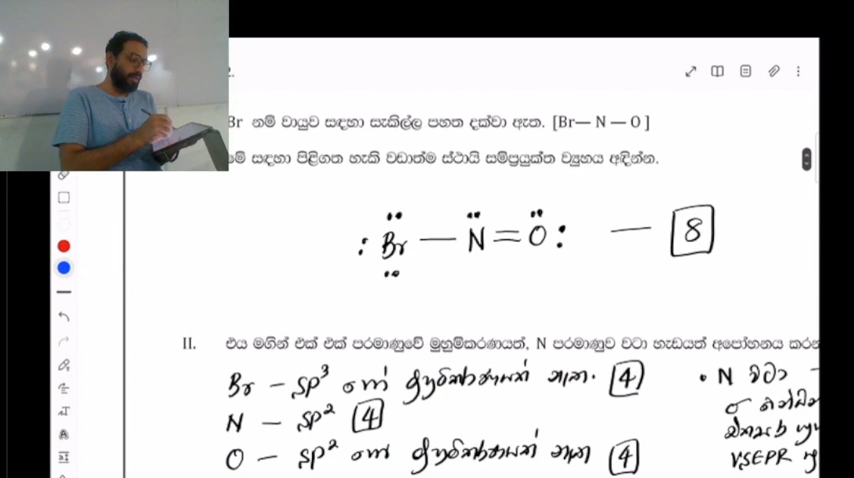 2.
Br නම් වායුව සඳහා සැකිල්ල පහත දක්වා ඇත. [Br— N — O]
මේ සඳහා පිළිගත හැකි වඩාත්ම ස්ථායි සම්ප්‍රයුක්ත ව්‍යුහය අඳින්න.
:Br — N = O: — 8
II. එය මගින් එක් එක් පරමාණුවේ මුහුම්කරණයත්, N පරමාණුව වටා හැඩයත් අපෝහනය කරන්
Br — sp³ හෝ මුහුම්කරණයක් නැත. 4
• N වටා
N — sp² 4
O — sp² හෝ මුහුම්කරණයක් නැත 4
VSEPR